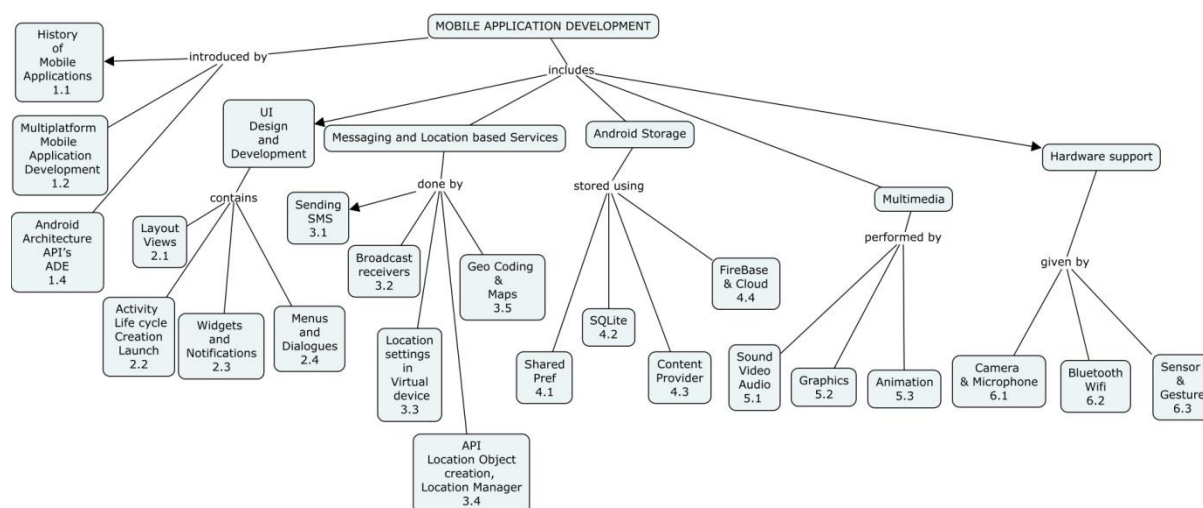 MOBILE APPLICATION DEVELOPMENT
History
of
Mobile
Applications
1.1
introduced by
includes
Multiplatform
Mobile
Application
Development
1.2
UI
Design
and
Development
Messaging and Location based Services
Android Storage
Hardware support
Android
Architecture
API's
ADE
1.4
contains
done by
stored using
Multimedia
Layout
Views
2.1
Sending
SMS
3.1
performed by
given by
Broadcast
receivers
3.2
Geo Coding
&
Maps
3.5
FireBase
& Cloud
4.4
Activity
Life cycle
Creation
Launch
2.2
Widgets
and
Notifications
2.3
Menus
and
Dialogues
2.4
Location
settings
in
Virtual
device
3.3
SQLite
4.2
Shared
Pref
4.1
Content
Provider
4.3
Sound
Video
Audio
5.1
Graphics
5.2
Animation
5.3
Camera
& Microphone
6.1
Bluetooth
Wifi
6.2
Sensor
&
Gesture
6.3
API
Location Object
creation,
Location Manager
3.4